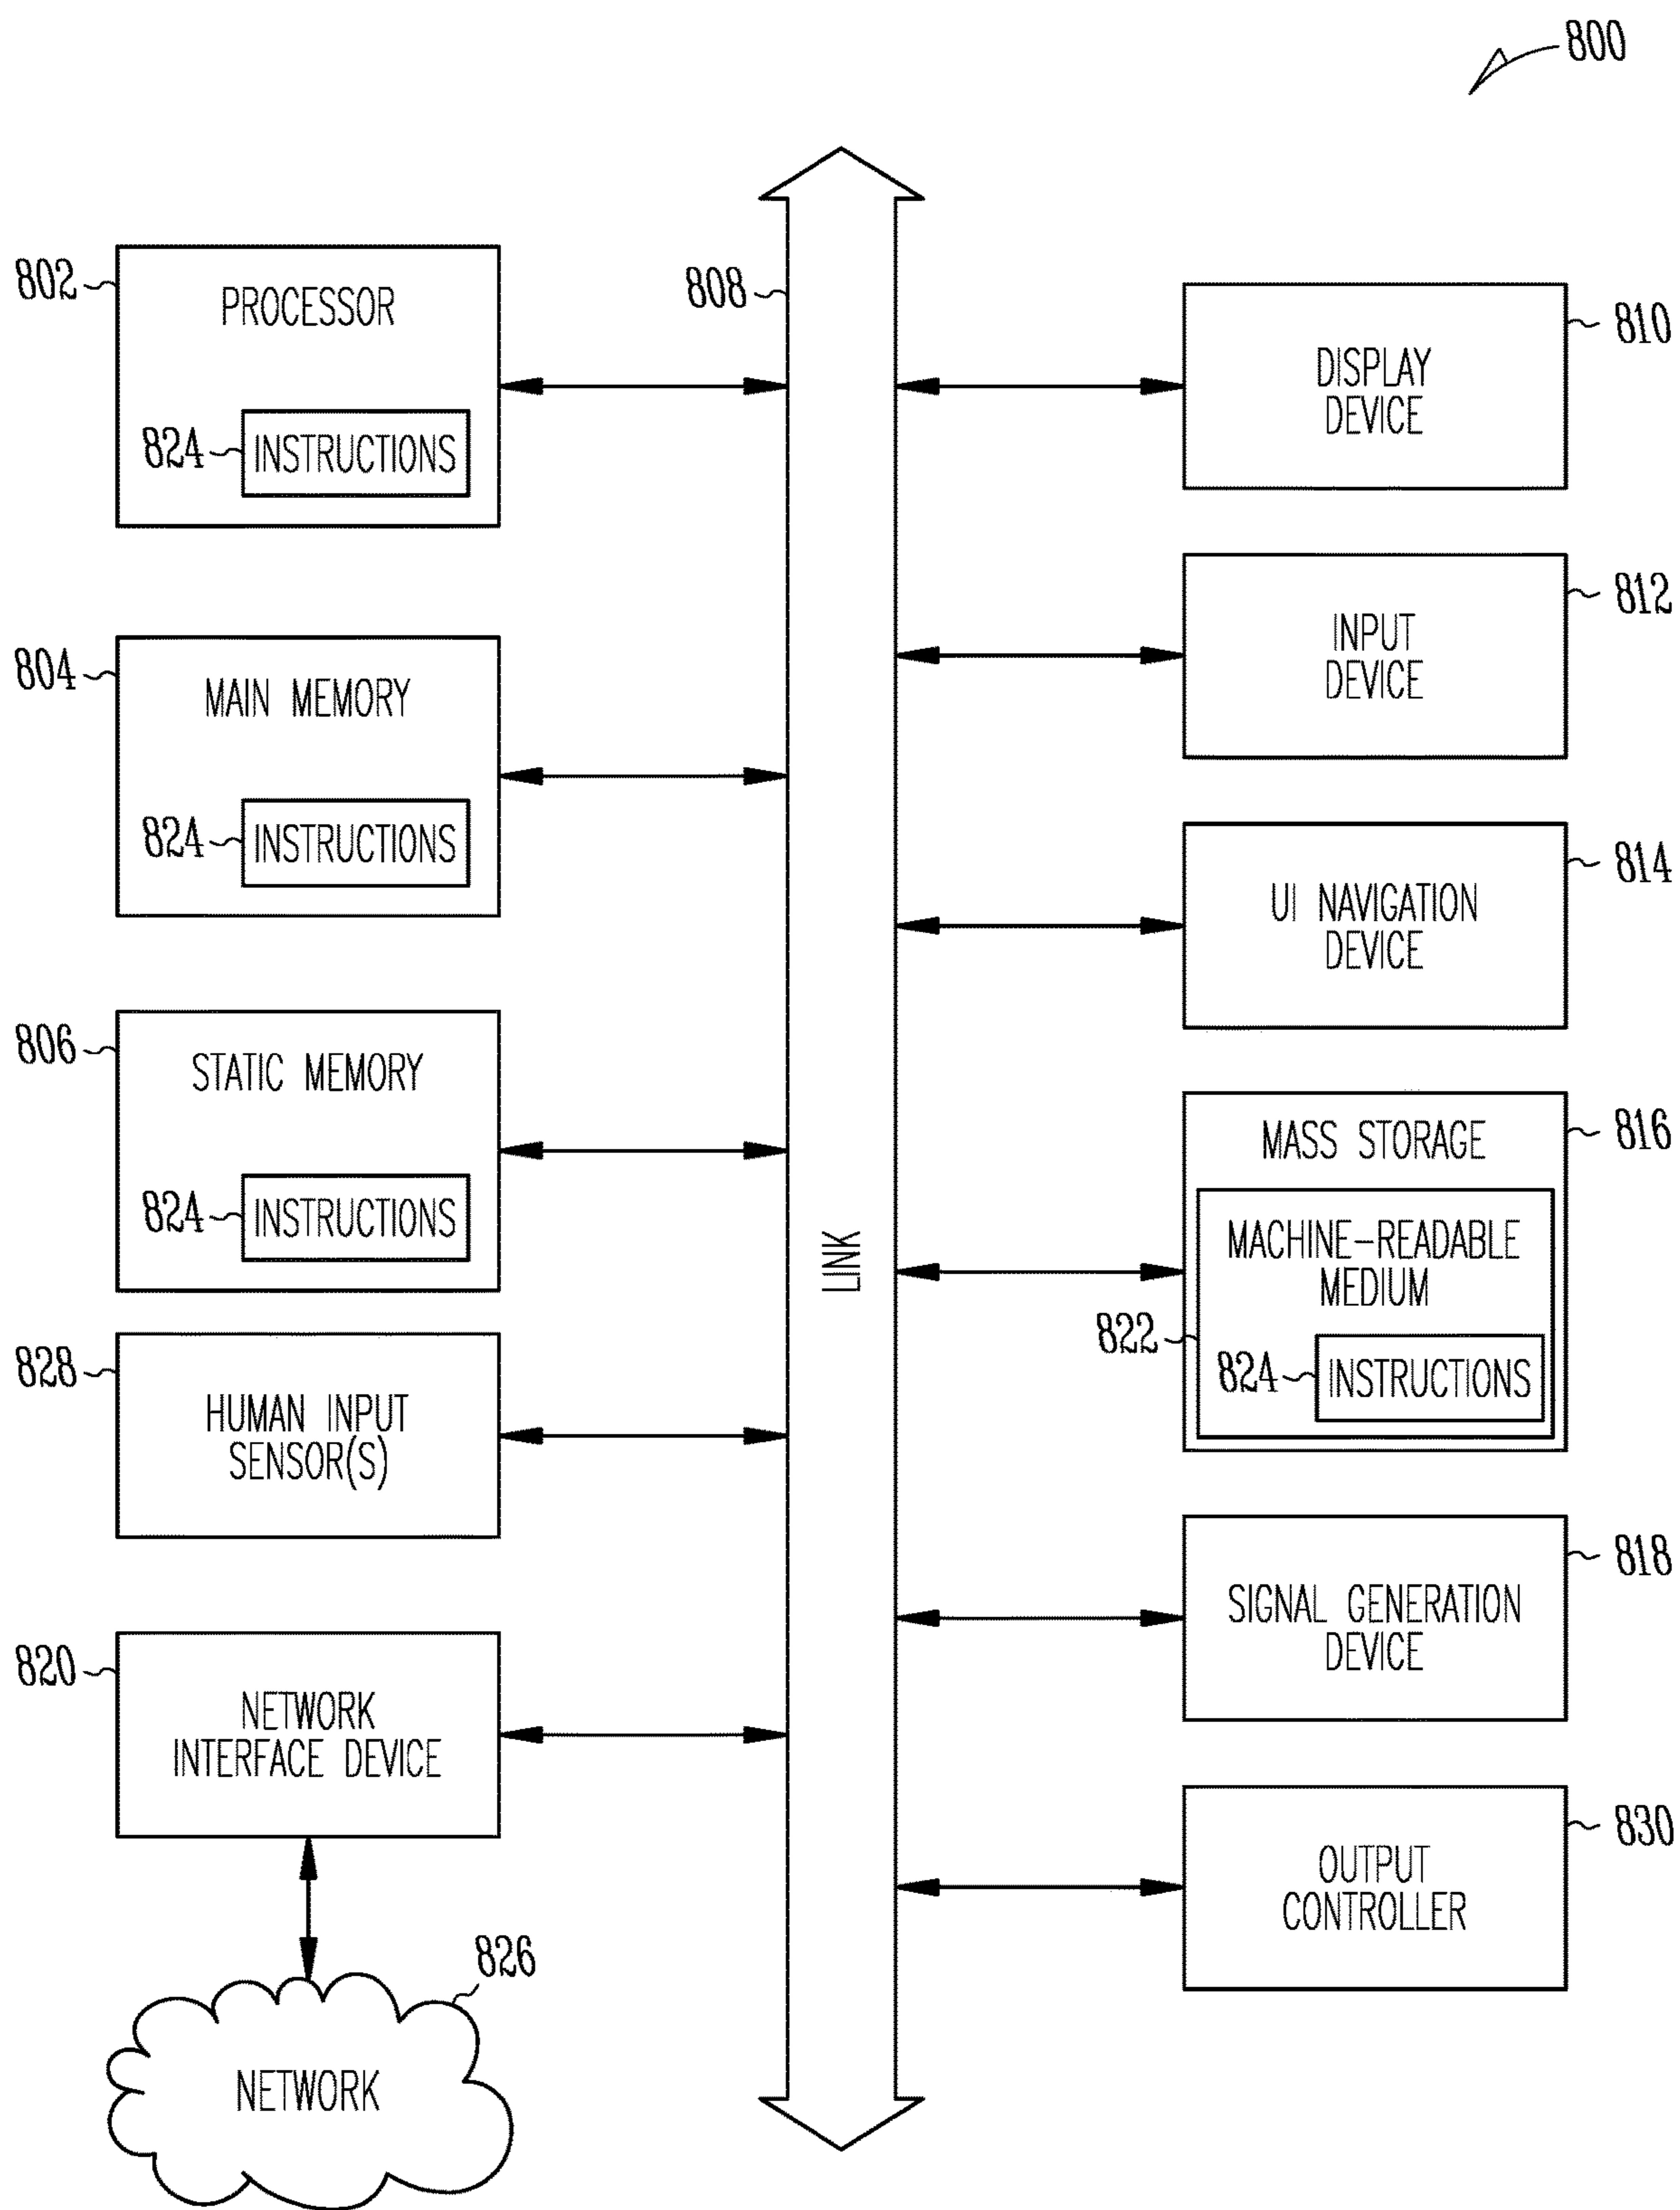 800
802
PROCESSOR
824
INSTRUCTIONS
804
MAIN MEMORY
824
INSTRUCTIONS
806
STATIC MEMORY
824
INSTRUCTIONS
828
HUMAN INPUT
SENSOR(S)
820
NETWORK
INTERFACE DEVICE
826
NETWORK
808
LINK
810
DISPLAY
DEVICE
812
INPUT
DEVICE
814
UI NAVIGATION
DEVICE
816
MASS STORAGE
MACHINE-READABLE
MEDIUM
822
824
INSTRUCTIONS
818
SIGNAL GENERATION
DEVICE
830
OUTPUT
CONTROLLER